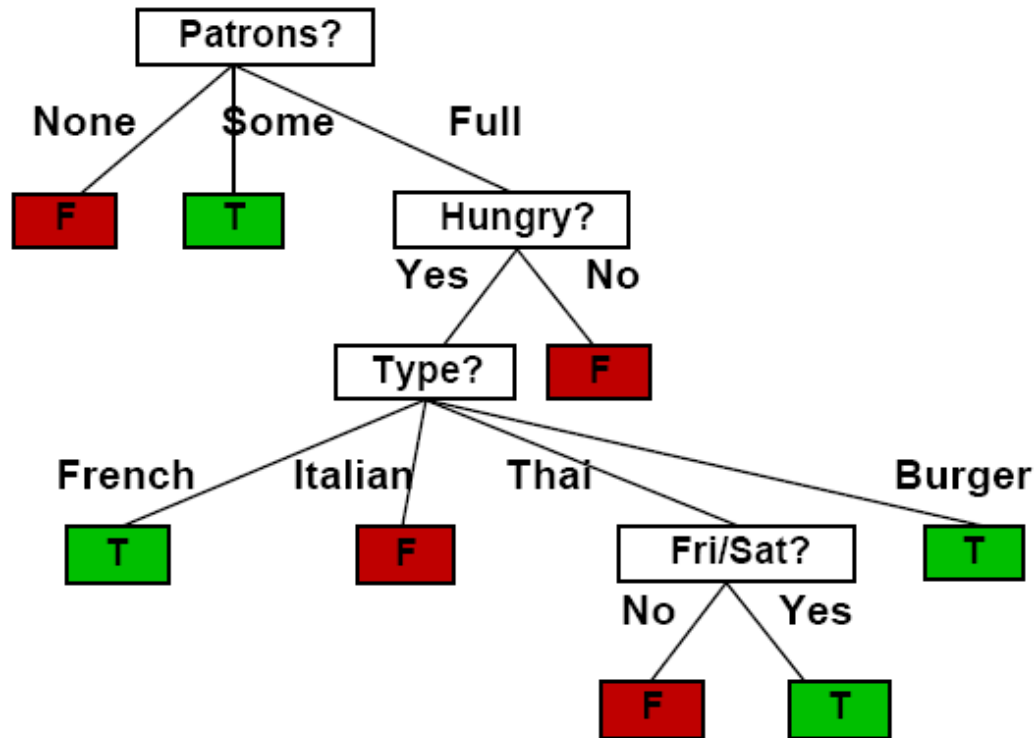 Patrons?
None Some Full
F T Hungry?
Yes No
Type? F
French Italian Thai Burger
T F Fri/Sat? T
No Yes
F T